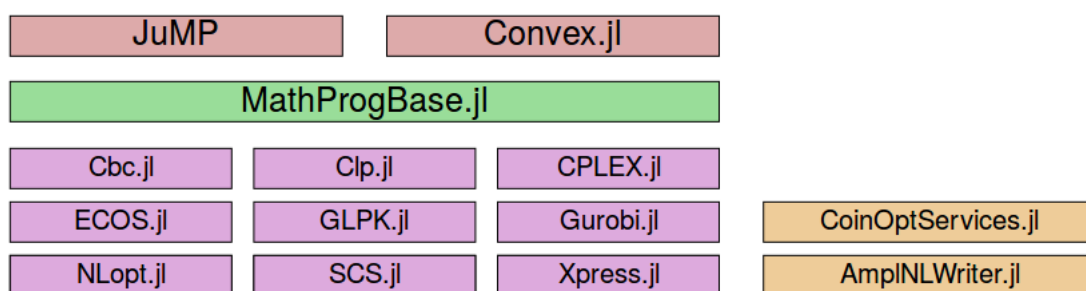 JuMP Convex.jl
MathProgBase.jl
Cbc.jl Clp.jl CPLEX.jl
ECOS.jl GLPK.jl Gurobi.jl CoinOptServices.jl
NLopt.jl SCS.jl Xpress.jl AmplNLWriter.jl